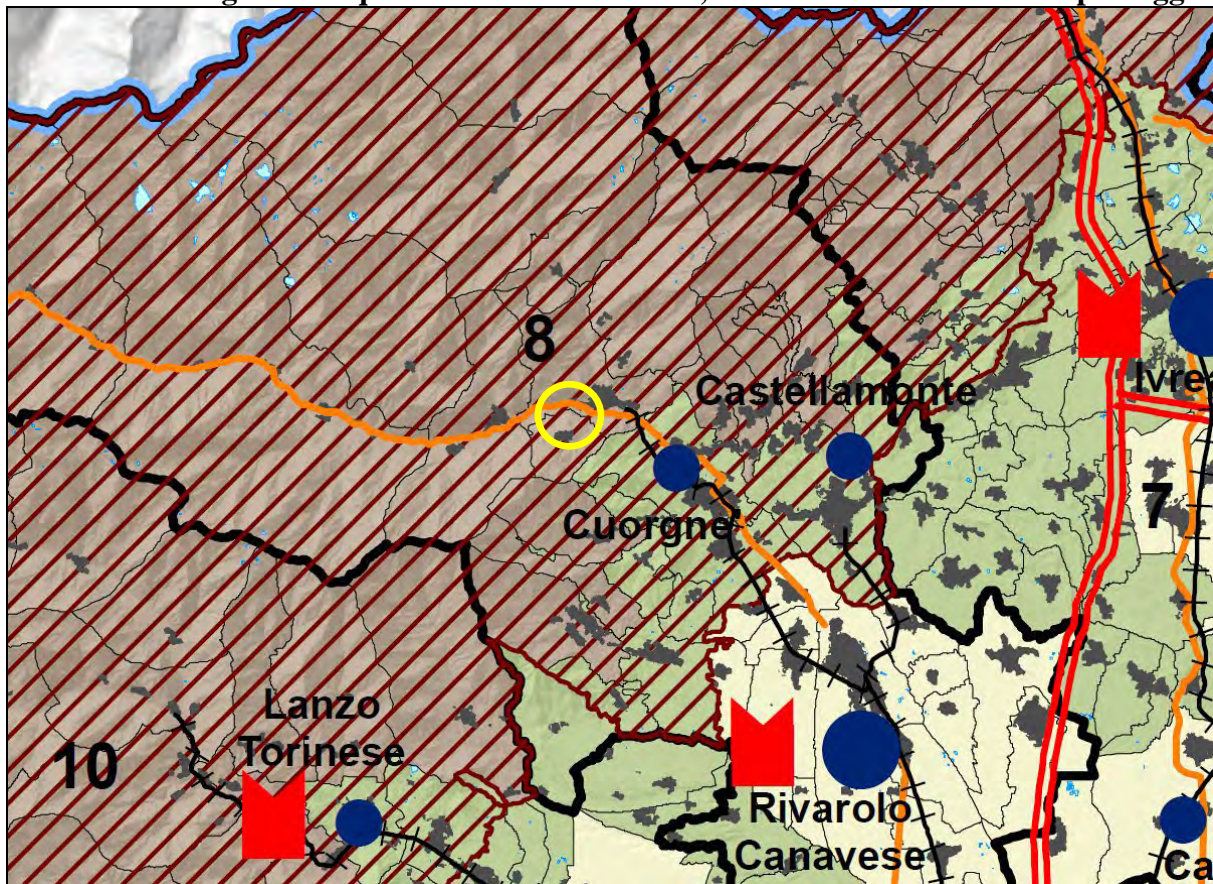 8
Castellamonte
Ivre
7
Cuorgne
Lanzo
Torinese
10
Rivarolo
Canavese
Ca